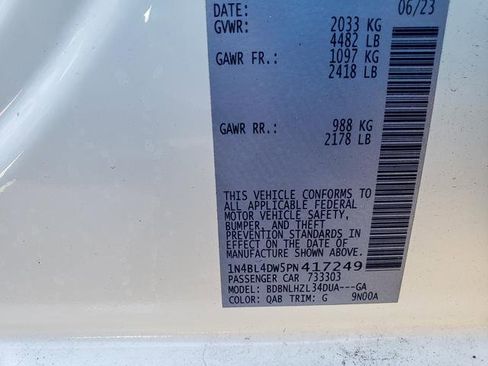 DATE: 06/23
GVWR: 2033 KG
4482 LB
GAWR FR.: 1097 KG
2418 LB
GAWR RR.: 988 KG
2178 LB
THIS VEHICLE CONFORMS TO
ALL APPLICABLE FEDERAL
MOTOR VEHICLE SAFETY,
BUMPER, AND THEFT
PREVENTION STANDARDS IN
EFFECT ON THE DATE OF
MANUFACTURE SHOWN ABOVE.
1N4BL4DW5PN417249
PASSENGER CAR 733303
MODEL: BDBNLHZL34DUA---GA
COLOR: QAB TRIM: G 9N00A